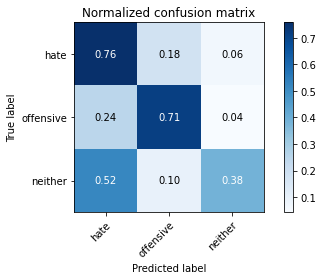 Normalized confusion matrix
True label
hate 0.76 0.18 0.06
offensive 0.24 0.71 0.04
neither 0.52 0.10 0.38
hate offensive neither
Predicted label
0.7
0.6
0.5
0.4
0.3
0.2
0.1